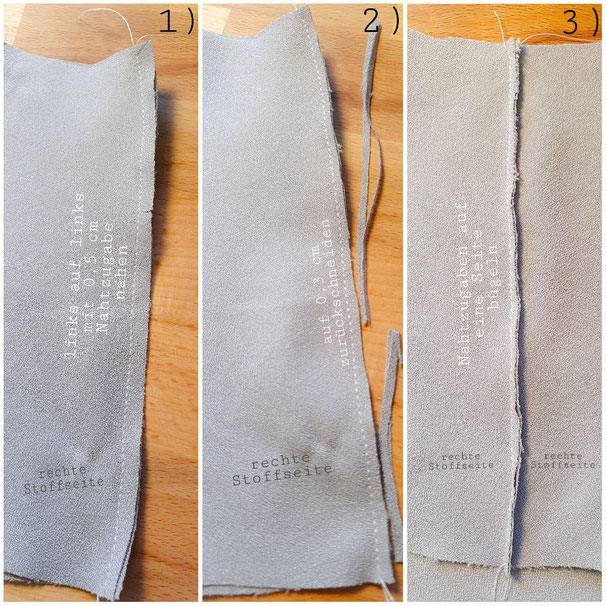 1)
links auf links
mit 0,5 cm
Nahtzugabe
nähen
rechte
Stoffseite
2)
auf 0,3 cm
zurückschneiden
rechte
Stoffseite
3)
Nahtzugaben auf
eine Seite
bügeln
rechte
Stoffseite
rechte
Stoffseite